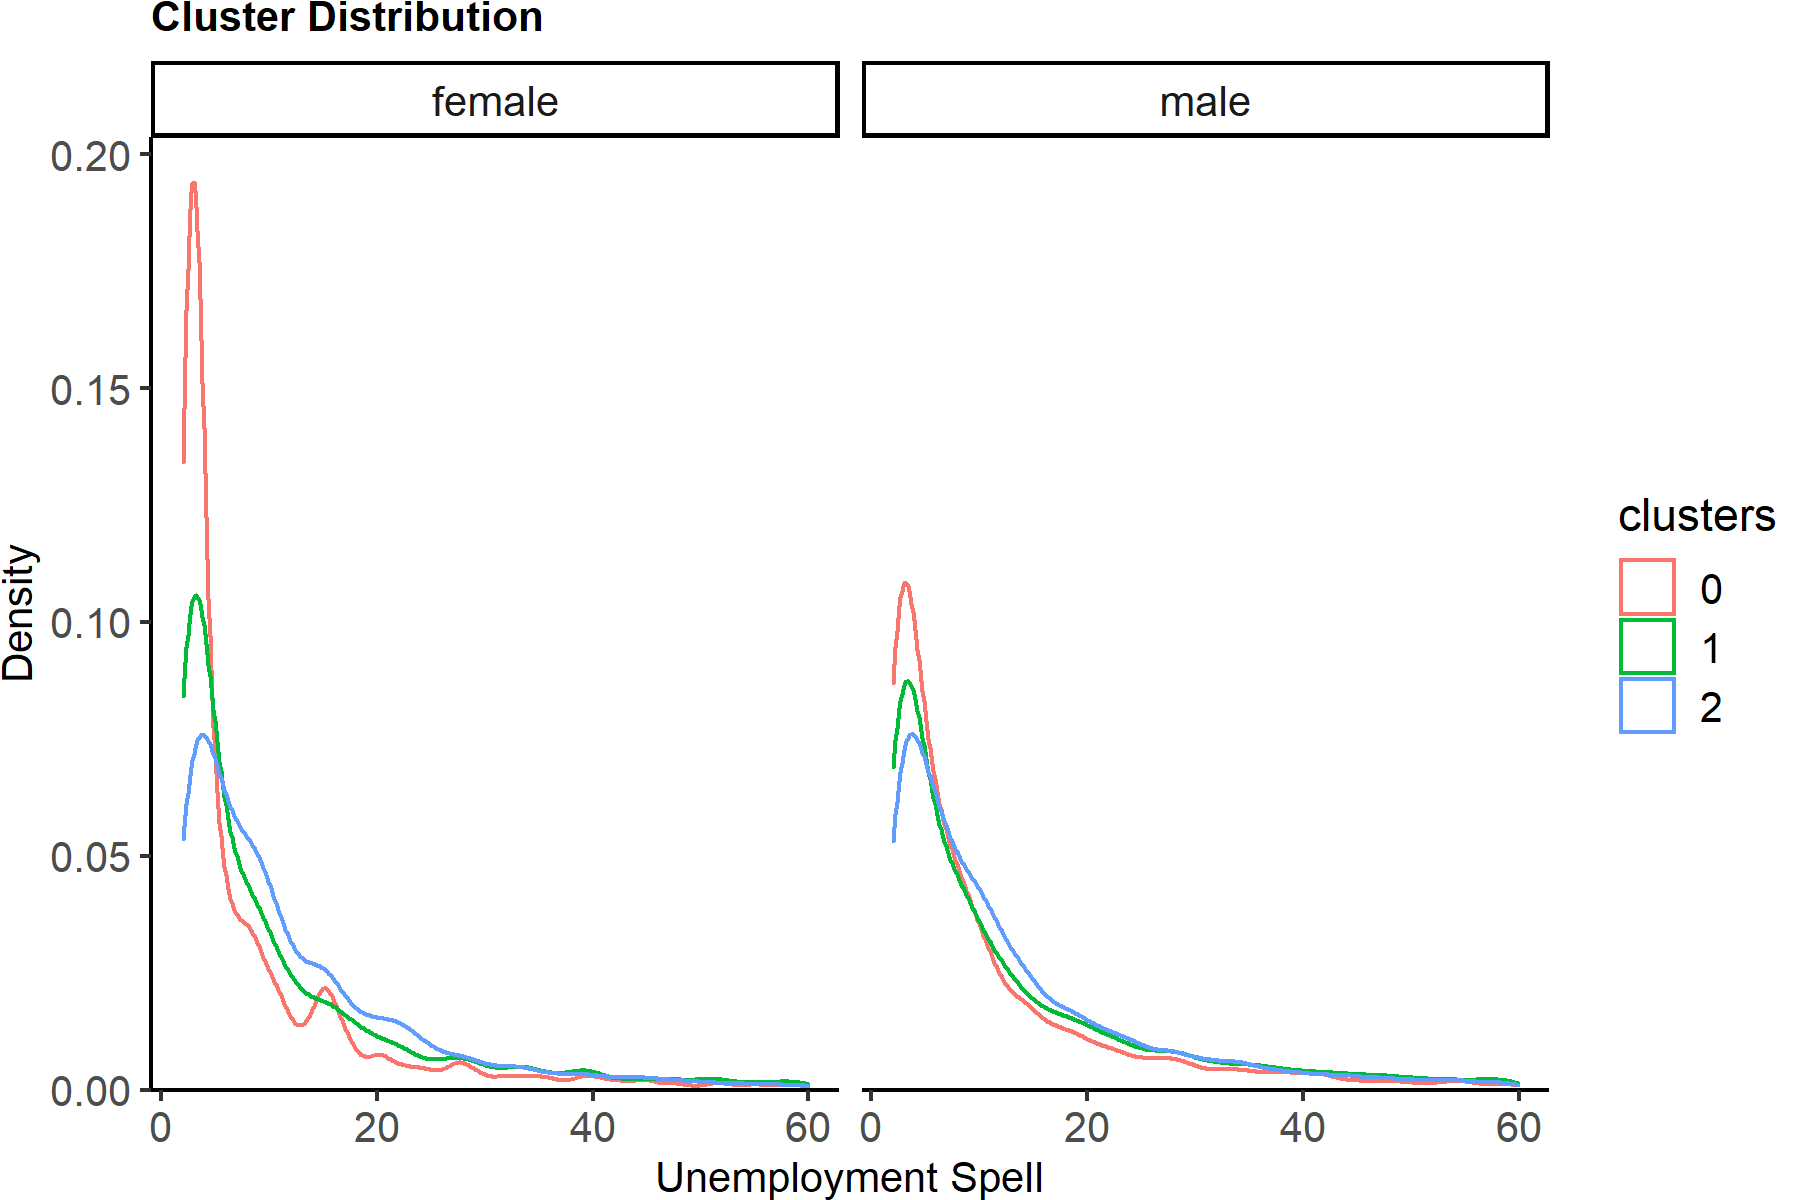 Cluster Distribution
female
male
0.20
0.15
0.10
0.05
0.00
Density
0 20 40 60
0 20 40 60
Unemployment Spell
clusters
0
1
2